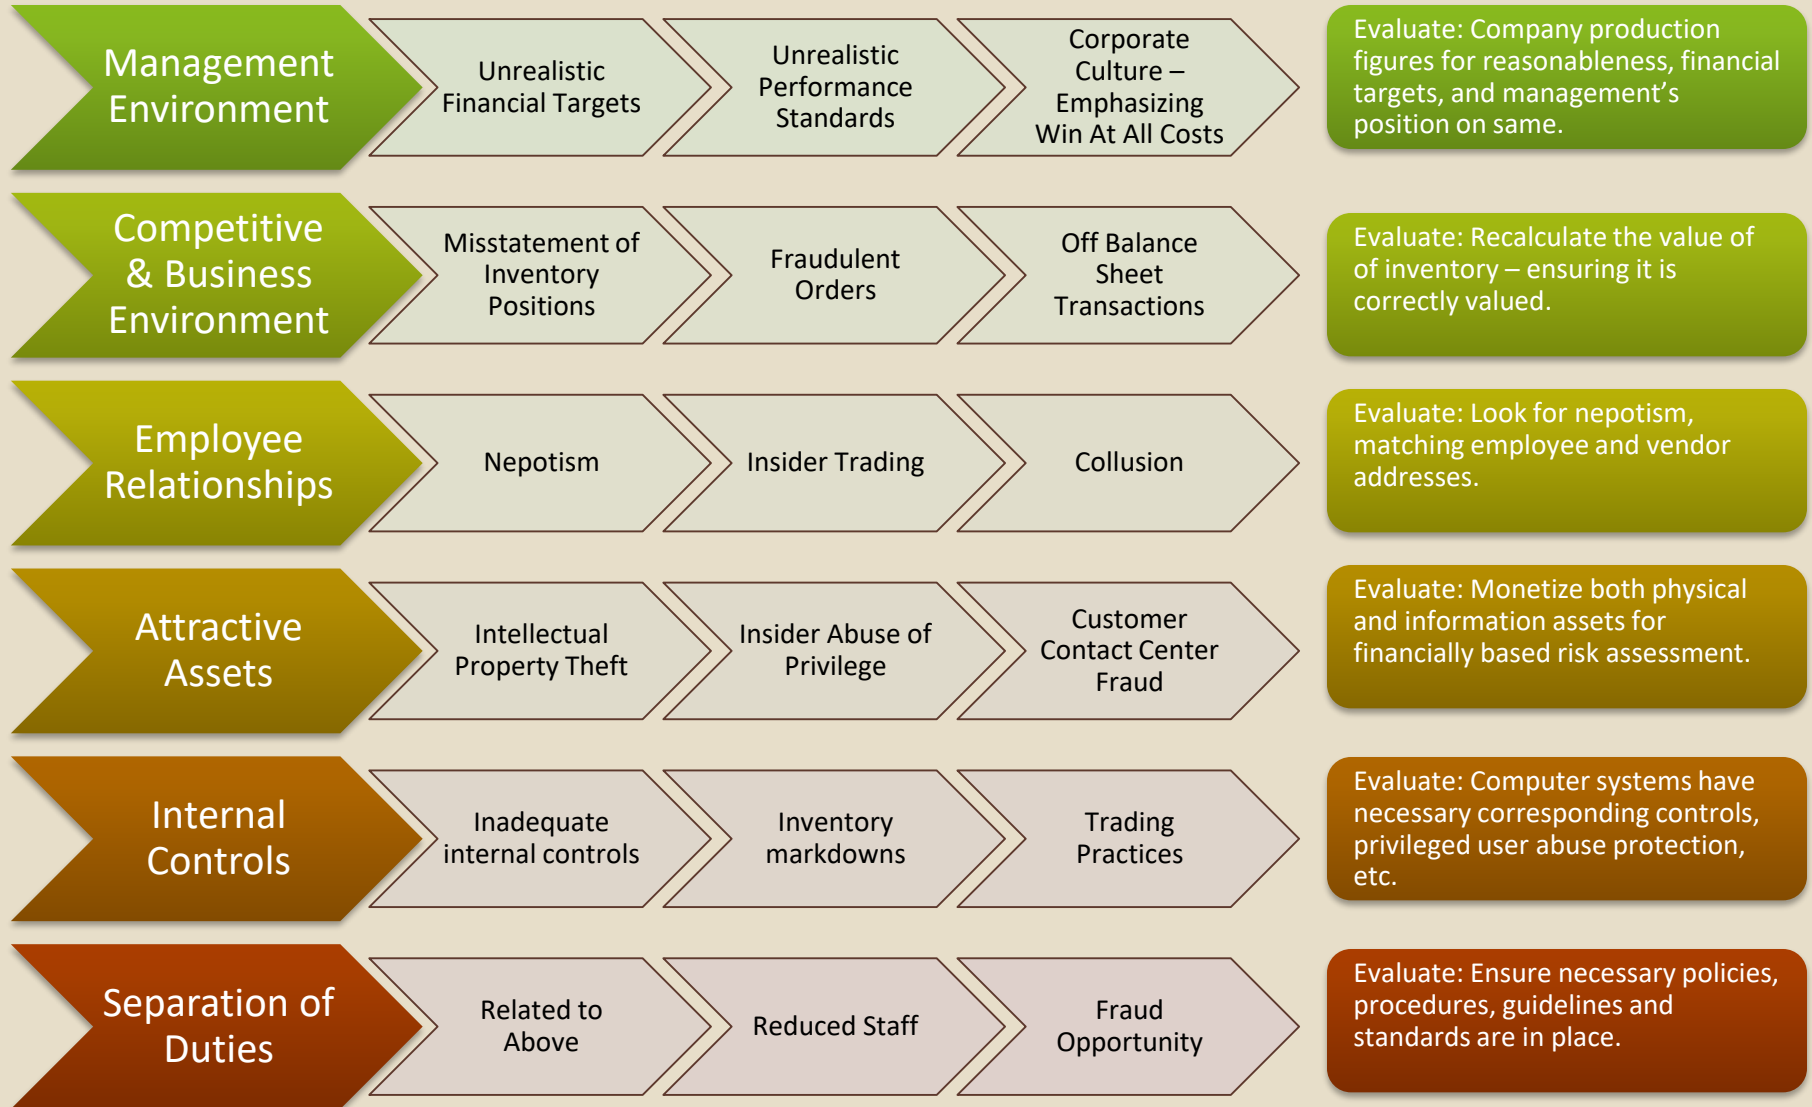 Management
Environment
Unrealistic
Financial Targets
Unrealistic
Performance
Standards
Corporate
Culture –
Emphasizing
Win At All Costs
Evaluate: Company production
figures for reasonableness, financial
targets, and management’s
position on same.
Competitive
& Business
Environment
Misstatement of
Inventory
Positions
Fraudulent
Orders
Off Balance
Sheet
Transactions
Evaluate: Recalculate the value of
of inventory – ensuring it is
correctly valued.
Employee
Relationships
Nepotism
Insider Trading
Collusion
Evaluate: Look for nepotism,
matching employee and vendor
addresses.
Attractive
Assets
Intellectual
Property Theft
Insider Abuse of
Privilege
Customer
Contact Center
Fraud
Evaluate: Monetize both physical
and information assets for
financially based risk assessment.
Internal
Controls
Inadequate
internal controls
Inventory
markdowns
Trading
Practices
Evaluate: Computer systems have
necessary corresponding controls,
privileged user abuse protection,
etc.
Separation of
Duties
Related to
Above
Reduced Staff
Fraud
Opportunity
Evaluate: Ensure necessary policies,
procedures, guidelines and
standards are in place.